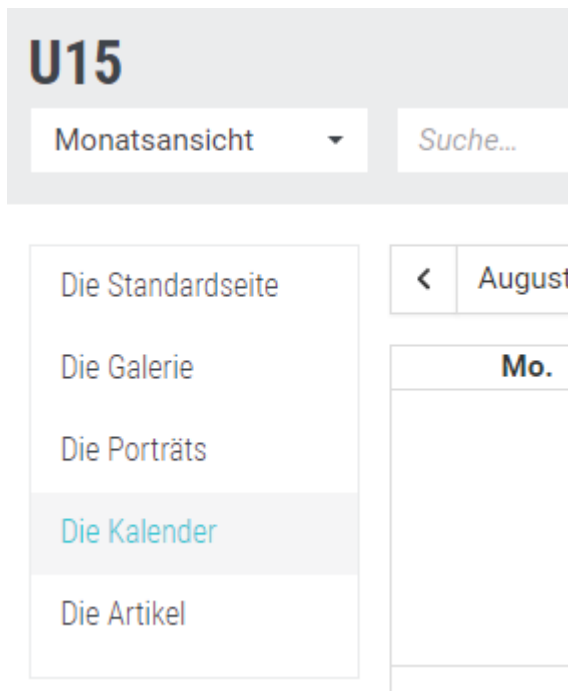 U15
Monatsansicht
Suche...
Die Standardseite
Die Galerie
Die Porträts
Die Kalender
Die Artikel
August
Mo.